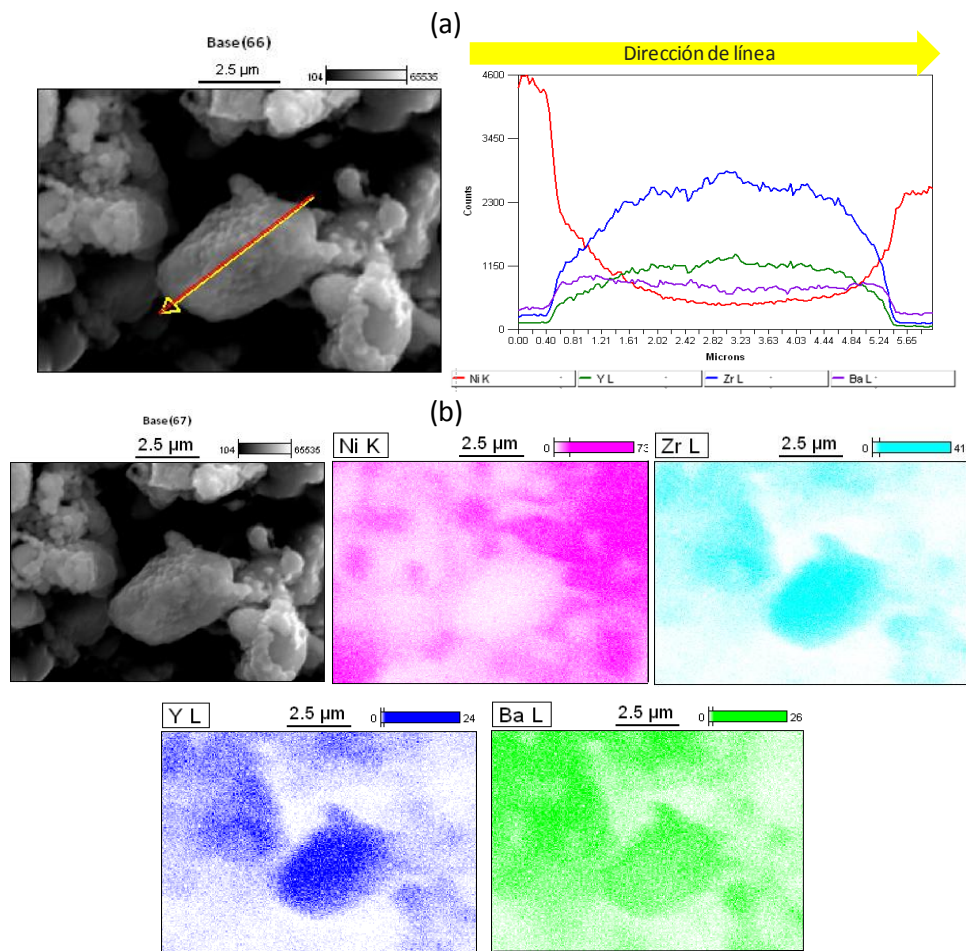 (a)
Base(66)
2.5 µm
104 65535
Dirección de línea
4600
3450
2300
1150
0
Counts
0.00 0.40 0.81 1.21 1.61 2.02 2.42 2.82 3.23 3.63 4.03 4.44 4.84 5.24 5.65
Microns
Ni K Y L Zr L Ba L
(b)
Base(67)
2.5 µm
104 65535
Ni K 2.5 µm 0 73
Zr L 2.5 µm 0 41
Y L 2.5 µm 0 24
Ba L 2.5 µm 0 26